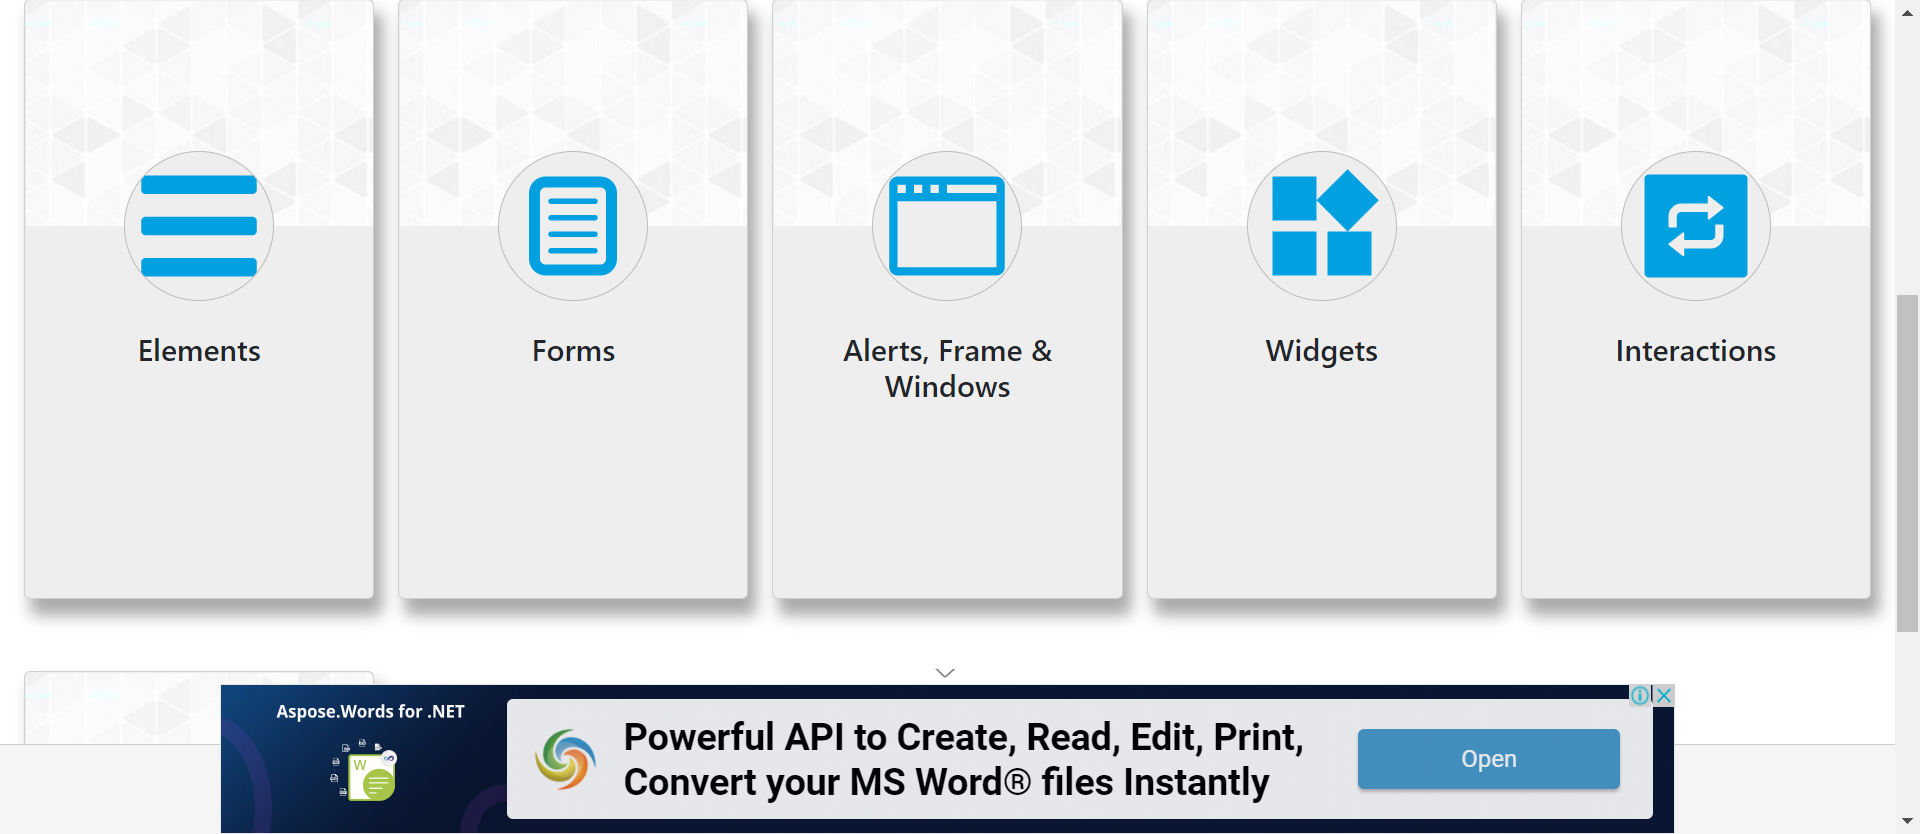 Elements
Forms
Alerts, Frame &
Windows
Widgets
Interactions
Aspose.Words for .NET
W
Powerful API to Create, Read, Edit, Print,
Convert your MS Word® files Instantly
Open